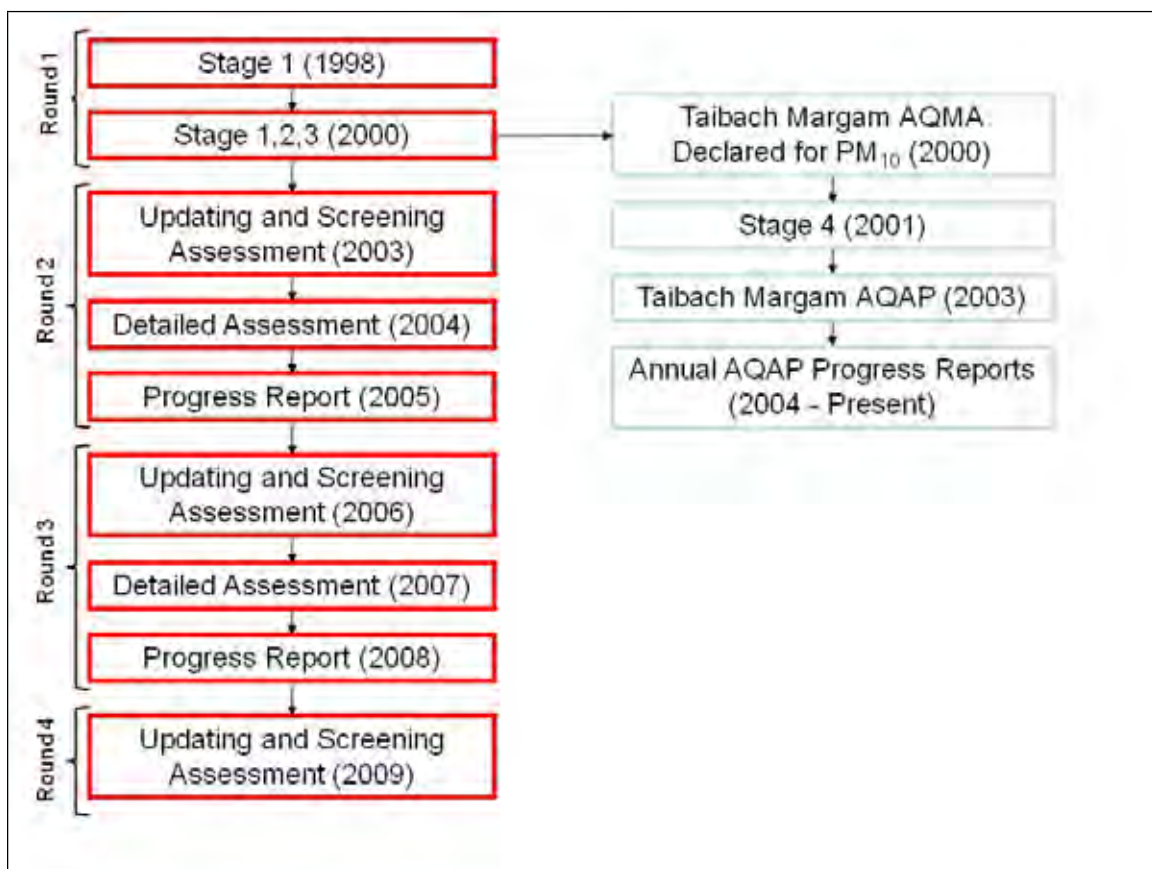 Round 1
Stage 1 (1998)
Stage 1,2,3 (2000)
Round 2
Updating and Screening
Assessment (2003)
Detailed Assessment (2004)
Progress Report (2005)
Round 3
Updating and Screening
Assessment (2006)
Detailed Assessment (2007)
Progress Report (2008)
Round 4
Updating and Screening
Assessment (2009)
Taibach Margam AQMA
Declared for PM₁₀ (2000)
Stage 4 (2001)
Taibach Margam AQAP (2003)
Annual AQAP Progress Reports
(2004 - Present)